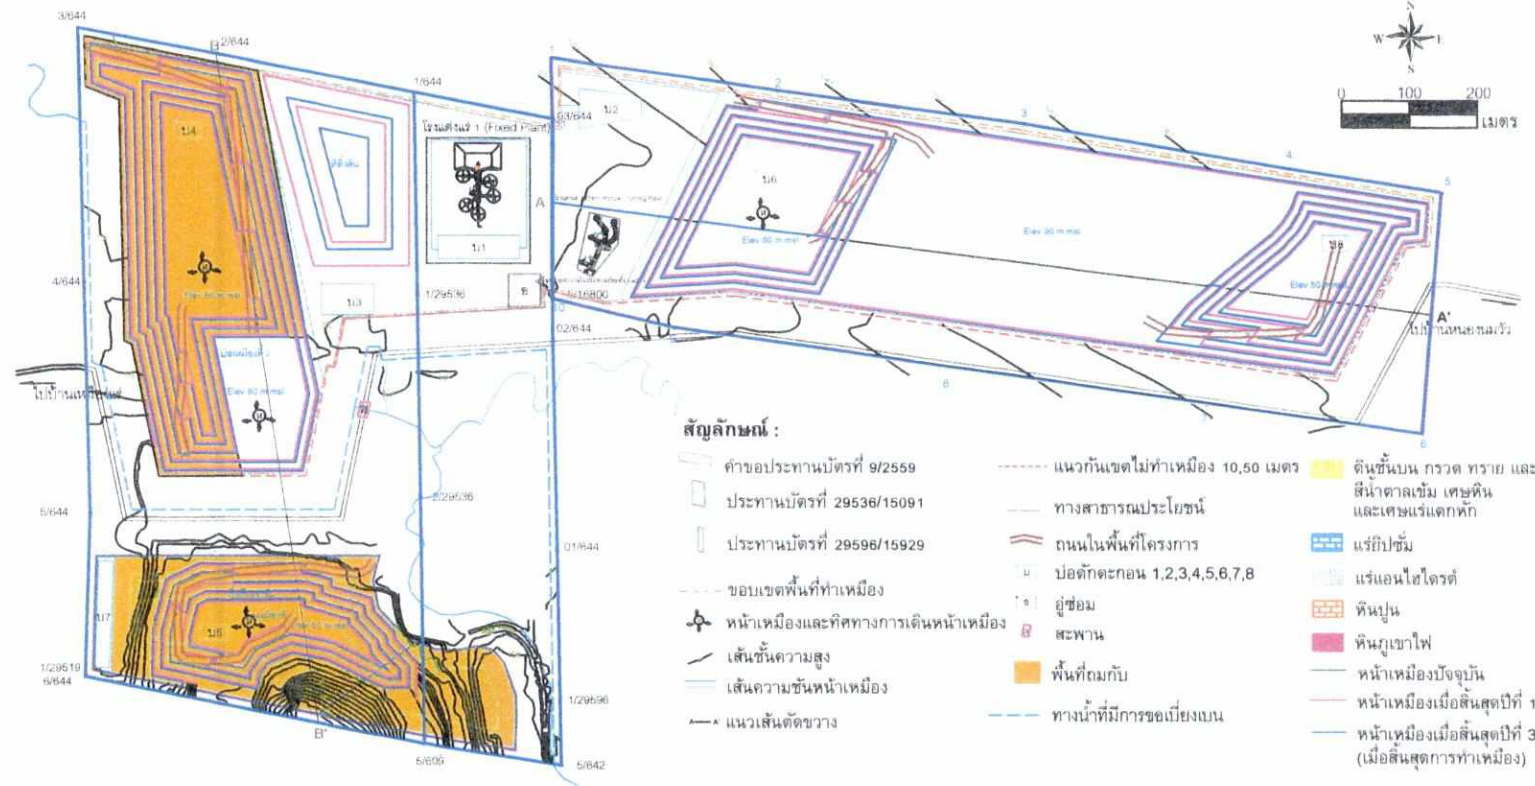 3/644
2/644
1/644
N
W
E
S
0 100 200
เมตร
93/644
โรงแต่งแร่ 1 (Fixed Plant)
บ4
บ2
บ6
บ1
บ3
บ8
1 2 3 4 5
A
A'
Elev 50 m msl.
4/644
1/29536
02/644
ไปบ้านหนองนมวัว
8
7
6
5/644
2/29536
01/644
บ7
บ5
1/29519
6/644
1/29596
B'
5/609
5/642
สัญลักษณ์ :
คำขอประทานบัตรที่ 9/2559
ประทานบัตรที่ 29536/15091
ประทานบัตรที่ 29596/15929
ขอบเขตพื้นที่ทำเหมือง
หน้าเหมืองและทิศทางการเดินหน้าเหมือง
เส้นชั้นความสูง
เส้นความชันหน้าเหมือง
A A แนวเส้นตัดขวาง
แนวกันเขตไม่ทำเหมือง 10,50 เมตร
ทางสาธารณประโยชน์
ถนนในพื้นที่โครงการ
บ บ่อดักตะกอน 1,2,3,4,5,6,7,8
อ อู่ซ่อม
สะพาน
พื้นที่ถมกับ
ทางน้ำที่มีการขอเบี่ยงเบน
ดินชั้นบน กรวด ทราย และ
สีน้ำตาลเข้ม เศษหิน
และเศษแร่แตกหัก
แร่ยิปซั่ม
แร่แอนไฮไดรต์
หินปูน
หินภูเขาไฟ
หน้าเหมืองปัจจุบัน
หน้าเหมืองเมื่อสิ้นสุดปีที่ 1
หน้าเหมืองเมื่อสิ้นสุดปีที่ 3
(เมื่อสิ้นสุดการทำเหมือง)